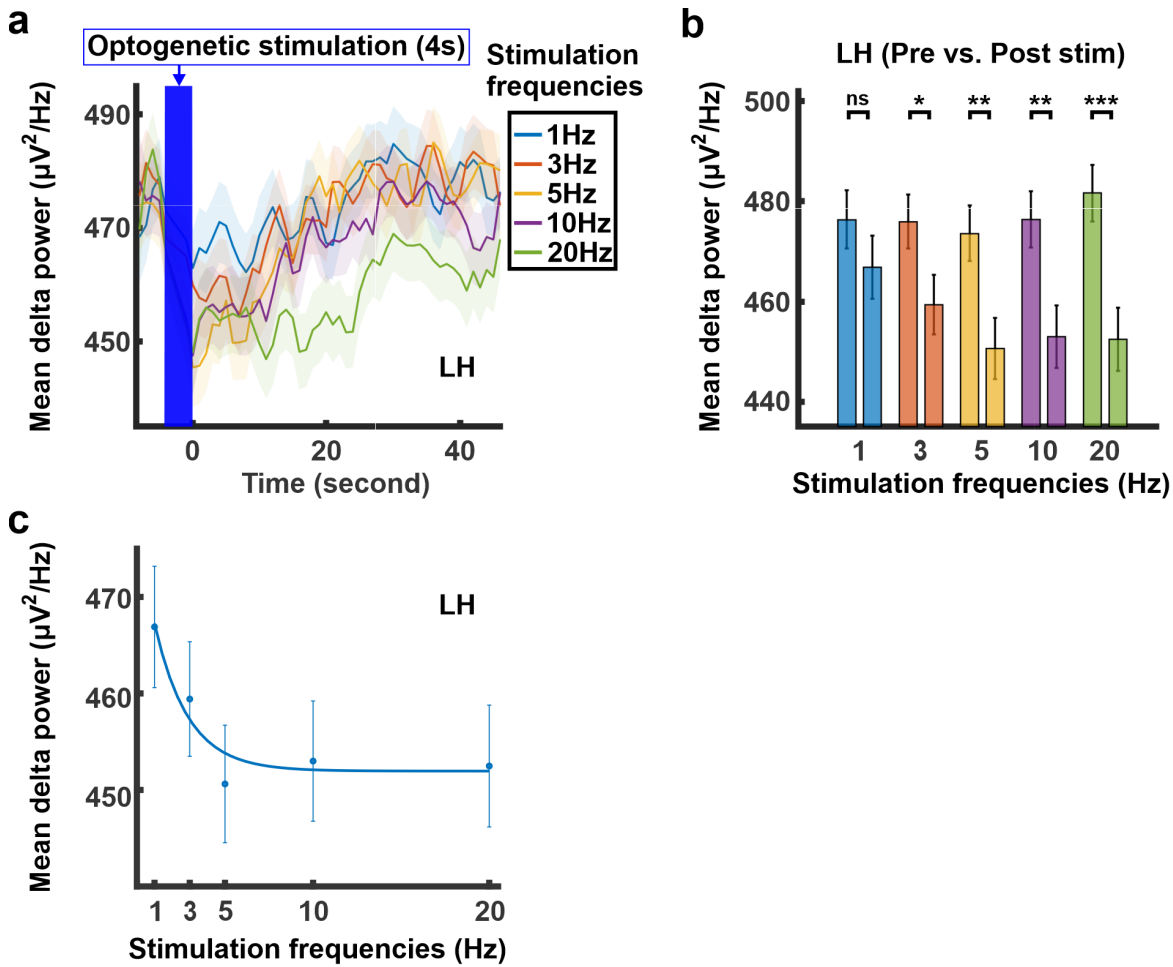 a
Optogenetic stimulation (4s)
Stimulation
frequencies
1Hz
3Hz
5Hz
10Hz
20Hz
Mean delta power (µV²/Hz)
490
470
450
LH
0 20 40
Time (second)
b
LH (Pre vs. Post stim)
ns * ** ** ***
Mean delta power (µV²/Hz)
500
480
460
440
1 3 5 10 20
Stimulation frequencies (Hz)
c
LH
Mean delta power (µV²/Hz)
470
460
450
1 3 5 10 20
Stimulation frequencies (Hz)